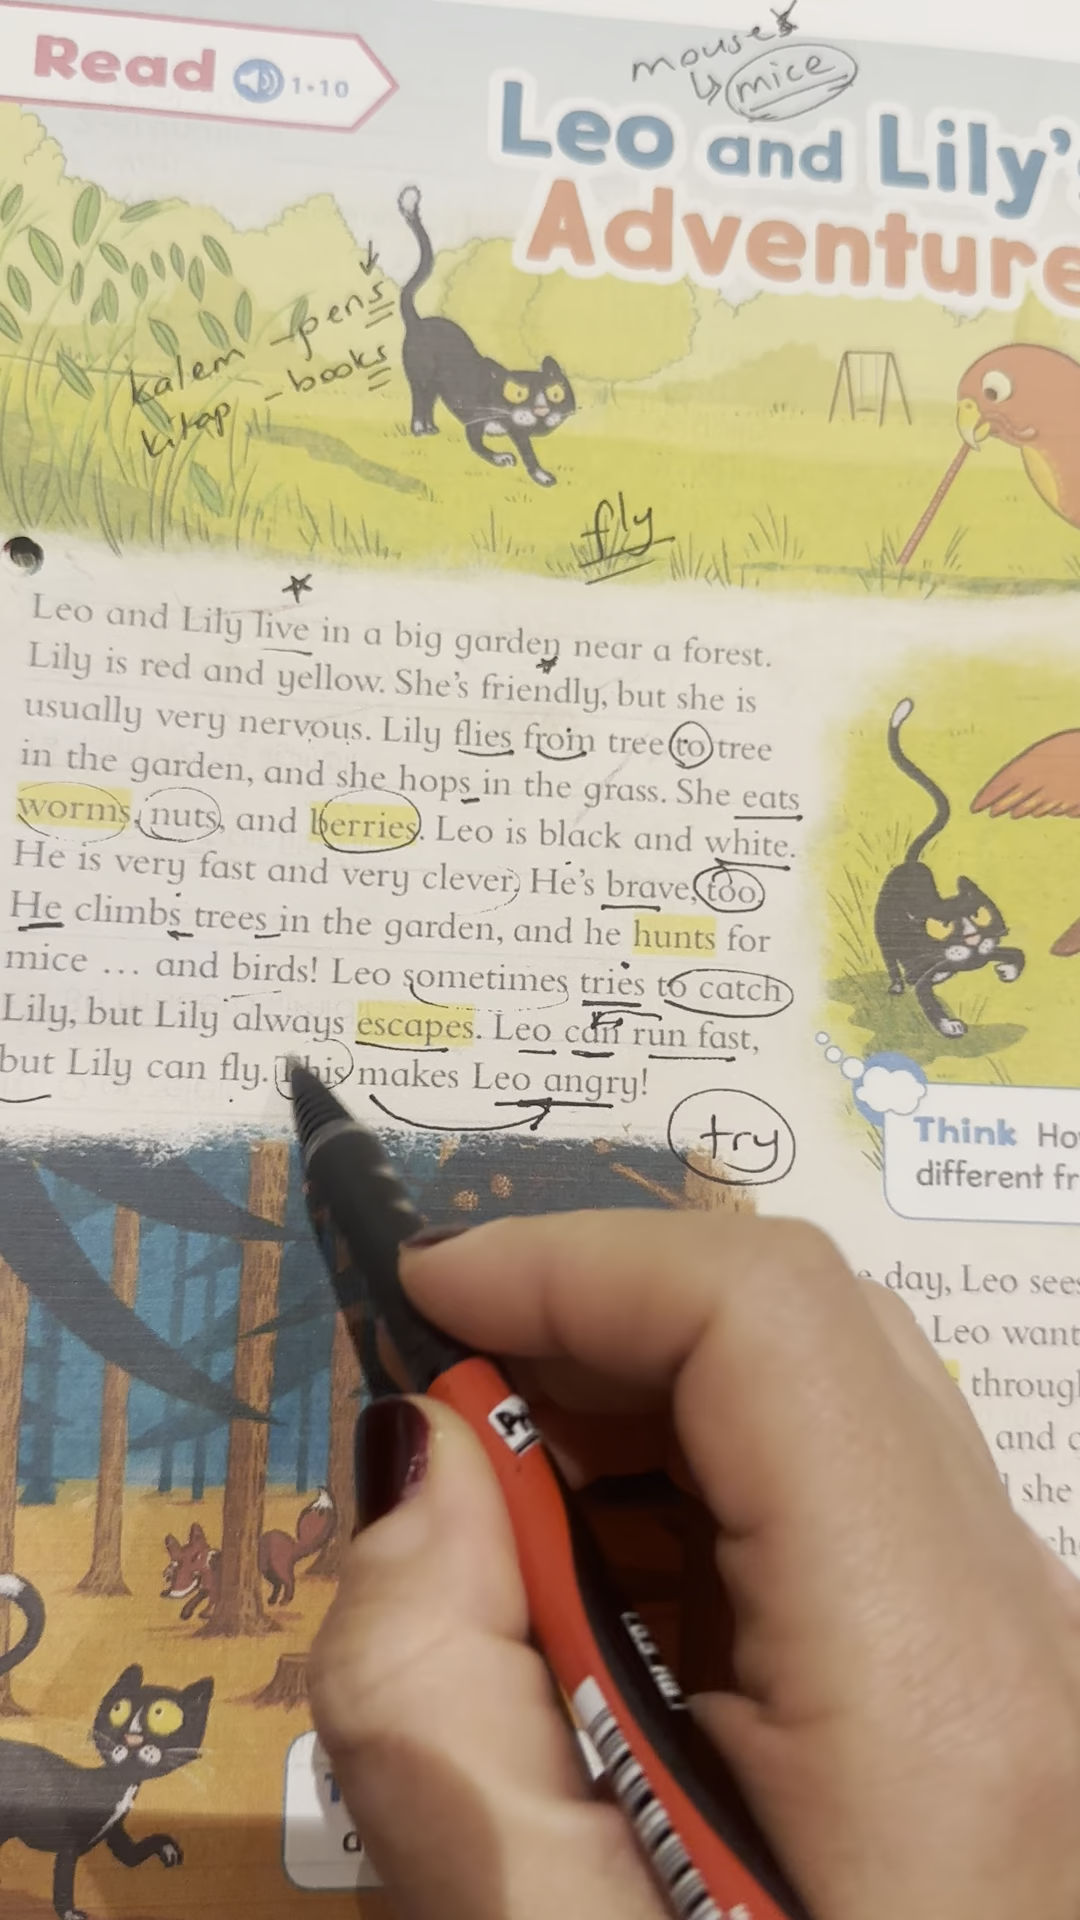 mouses
↳ mice
Read 1•10
Leo and Lily's
Adventure
kalem - pens
kitap - books
fly
Leo and Lily live in a big garden near a forest.
Lily is red and yellow. She's friendly, but she is
usually very nervous. Lily flies from tree to tree
in the garden, and she hops in the grass. She eats
worms, nuts, and berries. Leo is black and white.
He is very fast and very clever. He's brave, too.
He climbs trees in the garden, and he hunts for
mice … and birds! Leo sometimes tries to catch
Lily, but Lily always escapes. Leo can run fast,
but Lily can fly. This makes Leo angry!
try
Think How
different fr
day, Leo sees
Leo want
through
and
she